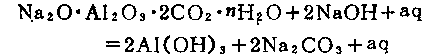 Na₂O·Al₂O₃·2CO₂·nH₂O+2NaOH+aq
=2Al(OH)₃+2Na₂CO₃+aq